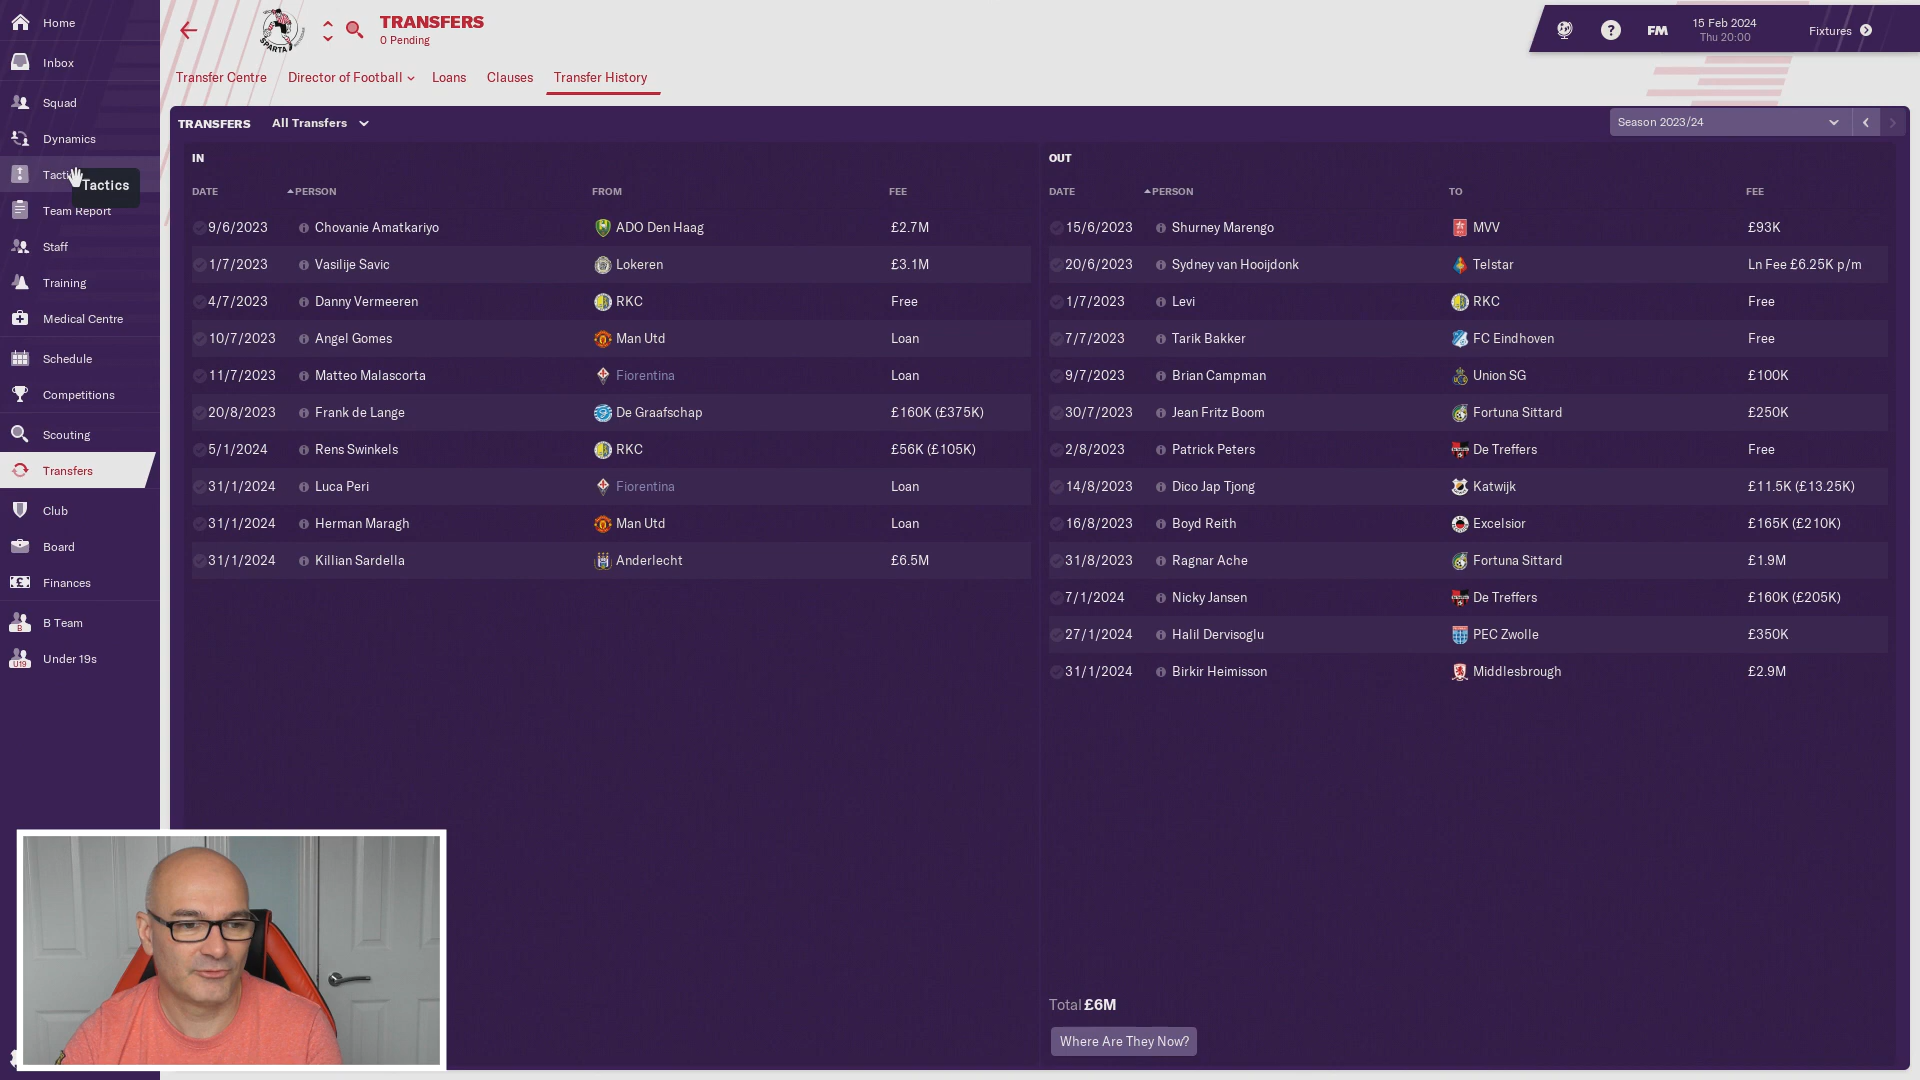 Home
Inbox
Squad
Dynamics
Tactics
Team Report
Staff
Training
Medical Centre
Schedule
Competitions
Scouting
Transfers
Club
Board
Finances
B Team
Under 19s
SPARTA
TRANSFERS
0 Pending
FM
15 Feb 2024
Thu 20:00
Fixtures
Transfer Centre Director of Football Loans Clauses Transfer History
TRANSFERS All Transfers
Season 2023/24
IN
DATE PERSON FROM FEE
9/6/2023 Chovanie Amatkariyo ADO Den Haag £2.7M
1/7/2023 Vasilije Savic Lokeren £3.1M
4/7/2023 Danny Vermeeren RKC Free
10/7/2023 Angel Gomes Man Utd Loan
11/7/2023 Matteo Malascorta Fiorentina Loan
20/8/2023 Frank de Lange De Graafschap £160K (£375K)
5/1/2024 Rens Swinkels RKC £56K (£105K)
31/1/2024 Luca Peri Fiorentina Loan
31/1/2024 Herman Maragh Man Utd Loan
31/1/2024 Killian Sardella Anderlecht £6.5M
OUT
DATE PERSON TO FEE
15/6/2023 Shurney Marengo MVV £93K
20/6/2023 Sydney van Hooijdonk Telstar Ln Fee £6.25K p/m
1/7/2023 Levi RKC Free
7/7/2023 Tarik Bakker FC Eindhoven Free
9/7/2023 Brian Campman Union SG £100K
30/7/2023 Jean Fritz Boom Fortuna Sittard £250K
2/8/2023 Patrick Peters De Treffers Free
14/8/2023 Dico Jap Tjong Katwijk £11.5K (£13.25K)
16/8/2023 Boyd Reith Excelsior £165K (£210K)
31/8/2023 Ragnar Ache Fortuna Sittard £1.9M
7/1/2024 Nicky Jansen De Treffers £160K (£205K)
27/1/2024 Halil Dervisoglu PEC Zwolle £350K
31/1/2024 Birkir Heimisson Middlesbrough £2.9M
Total £6M
Where Are They Now?